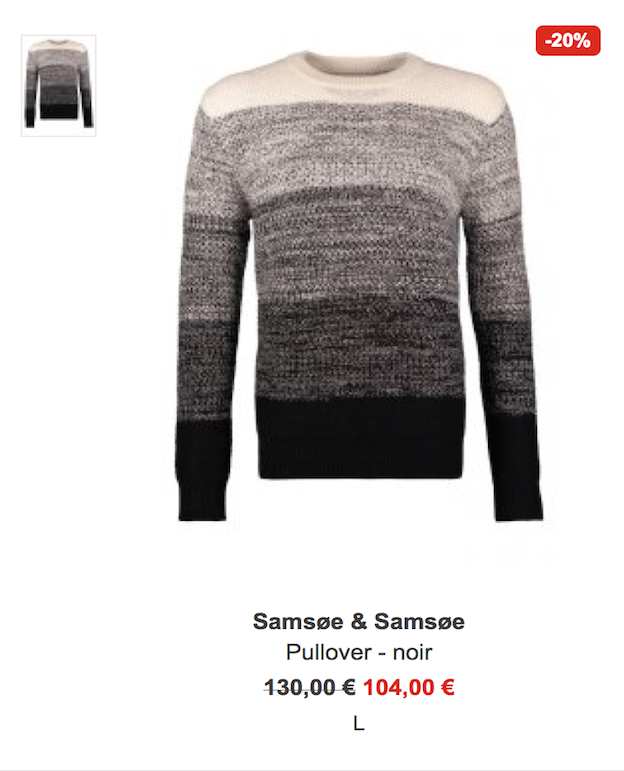 -20%
Samsøe & Samsøe
Pullover - noir
130,00 € 104,00 €
L